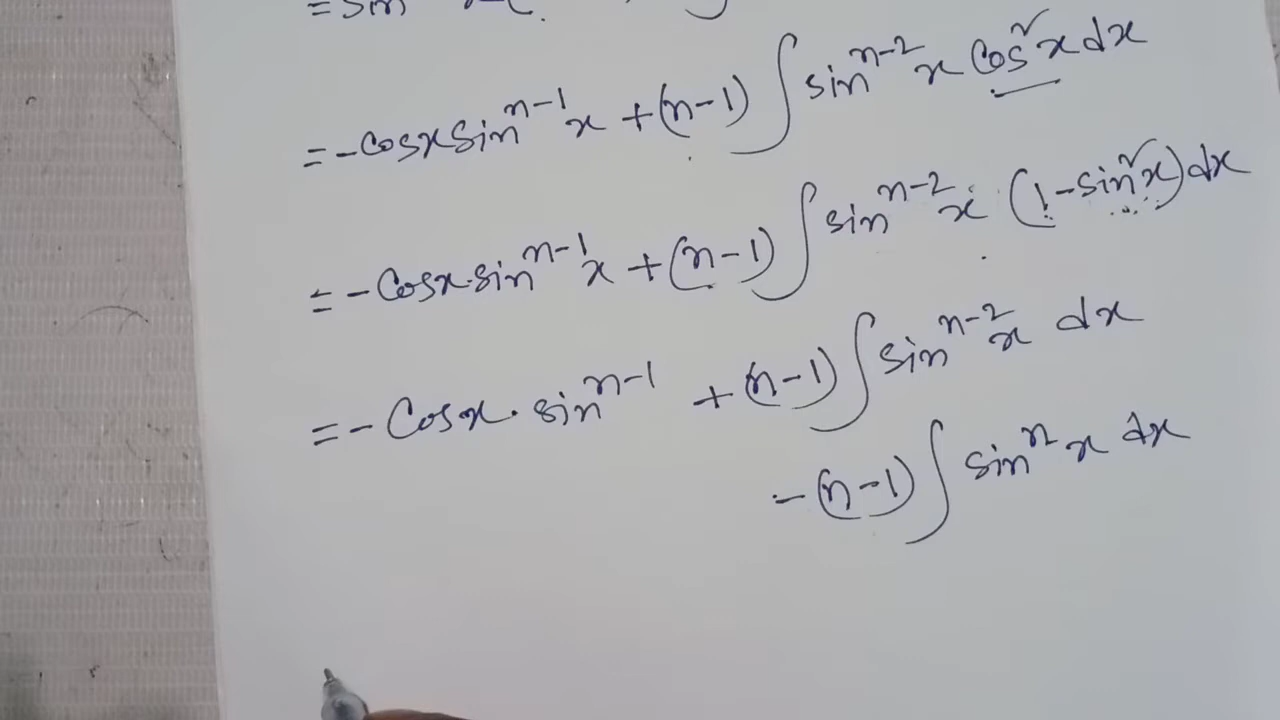 = sin
= -cosx sin^{n-1}x + (n-1) ∫ sin^{n-2} x cos²x dx
= -cosx.sin^{n-1}x + (n-1) ∫ sin^{n-2} x (1-sin²x) dx
= - cosx. sin^{n-1} + (n-1) ∫ sin^{n-2} x dx
- (n-1) ∫ sin^n x dx